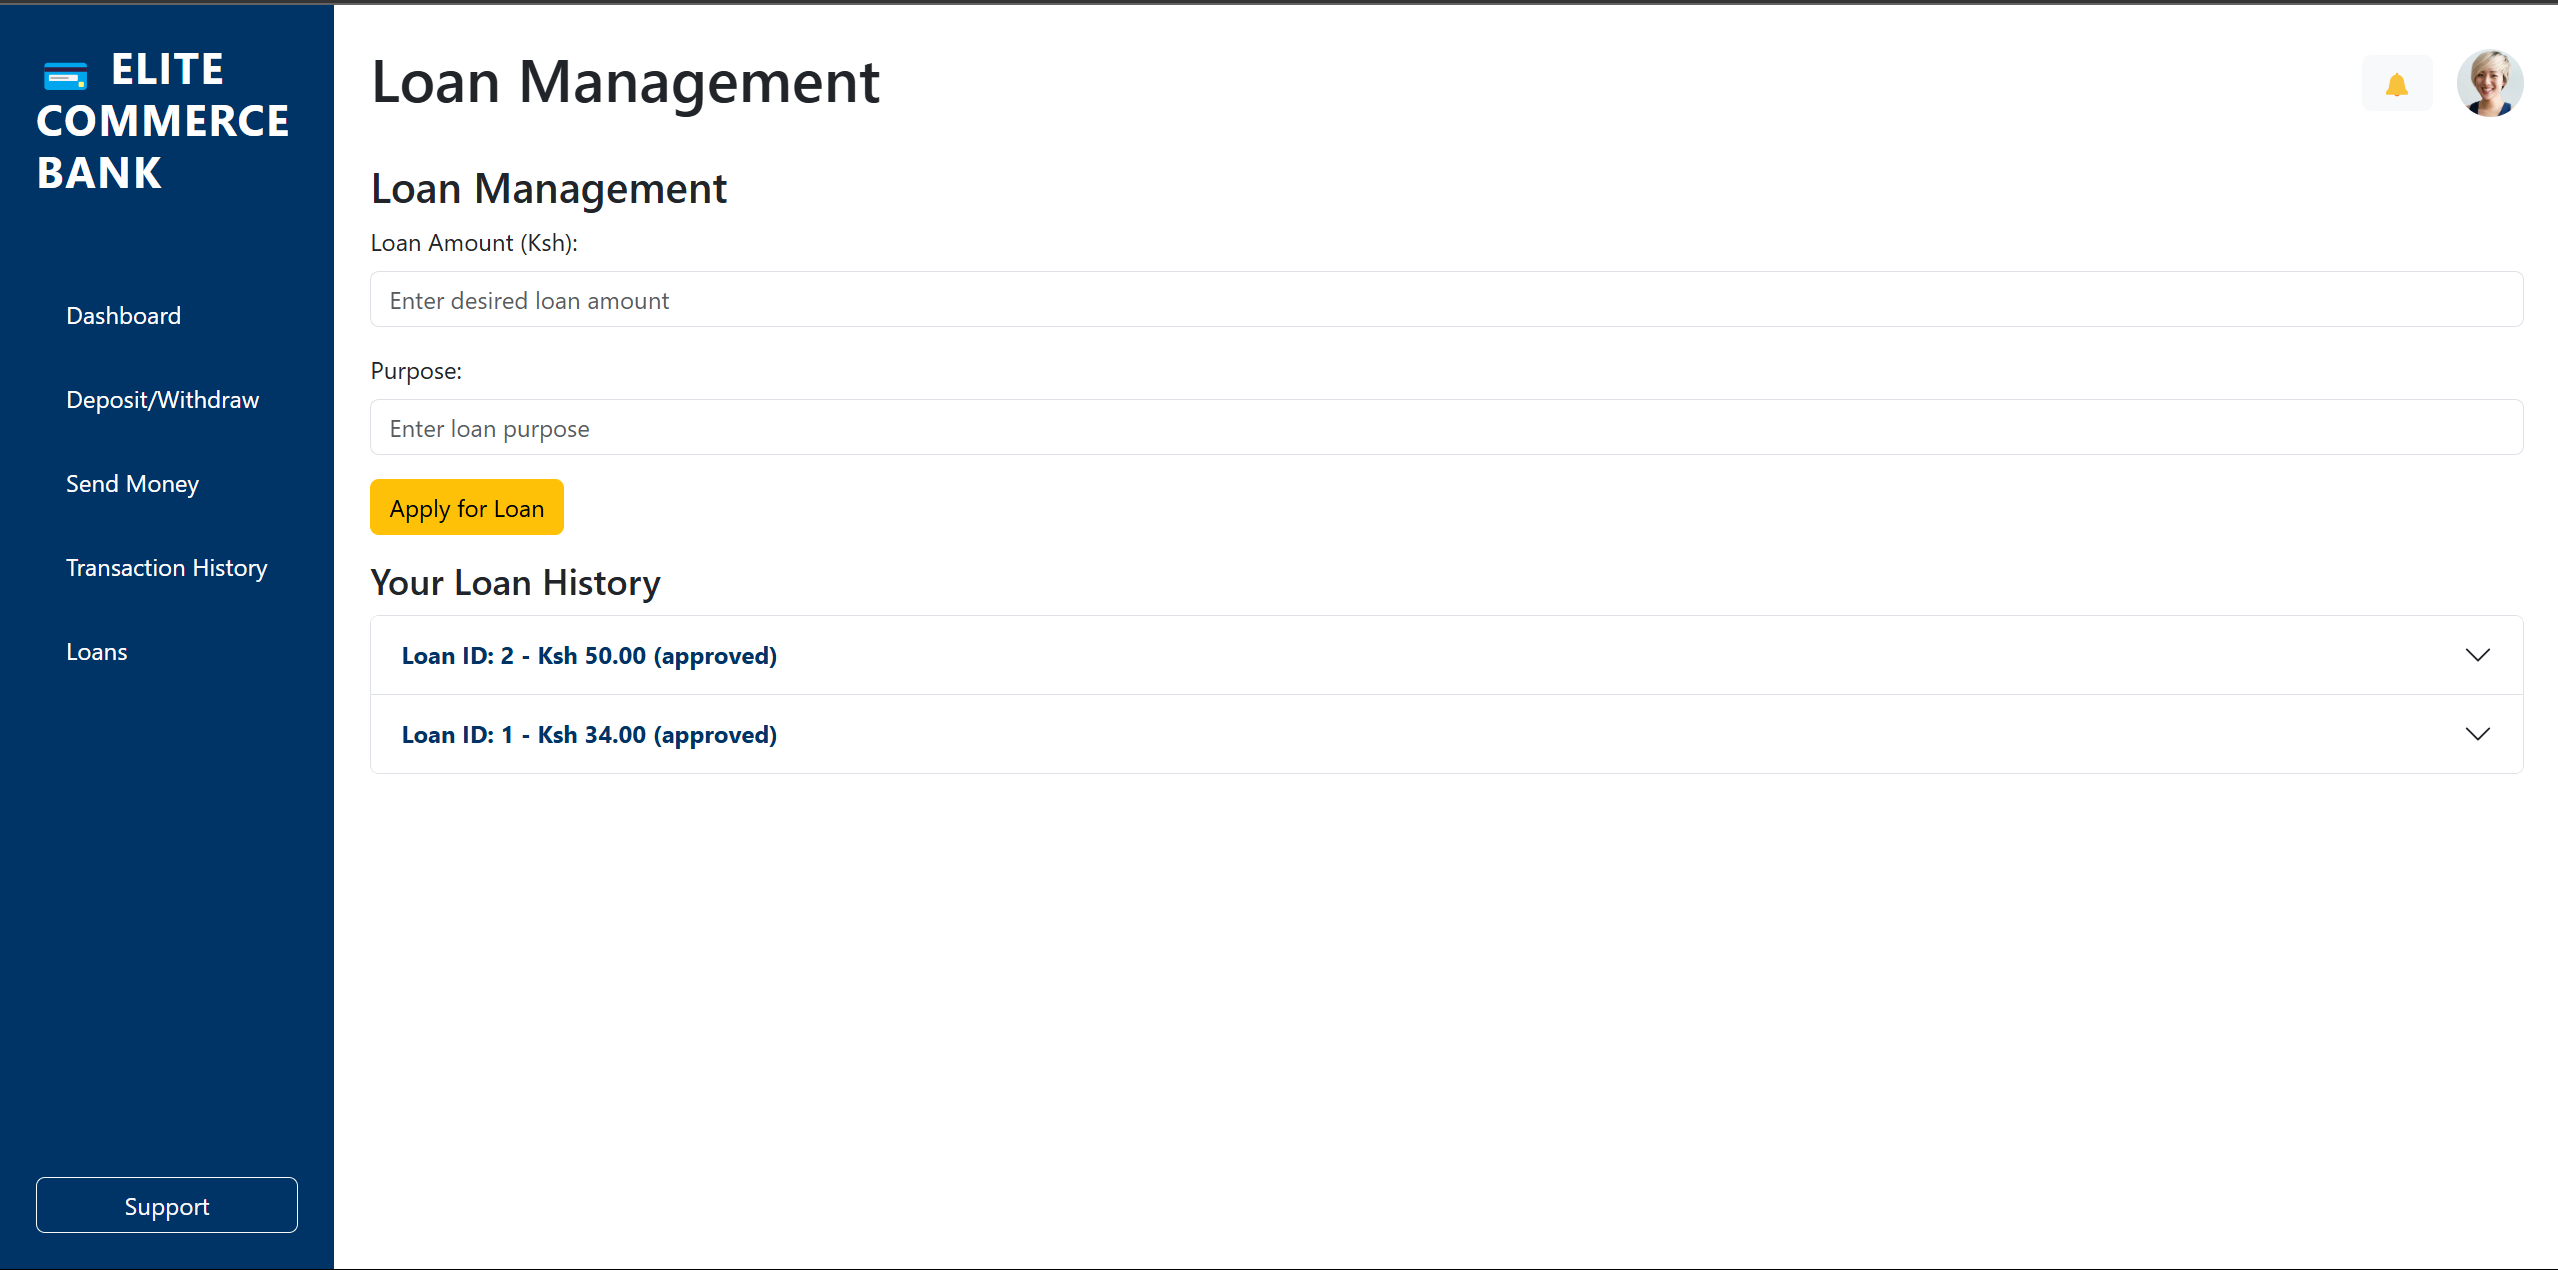 ELITE
COMMERCE
BANK
Dashboard
Deposit/Withdraw
Send Money
Transaction History
Loans
Support
Loan Management
Loan Management
Loan Amount (Ksh):
Enter desired loan amount
Purpose:
Enter loan purpose
Apply for Loan
Your Loan History
Loan ID: 2 - Ksh 50.00 (approved)
Loan ID: 1 - Ksh 34.00 (approved)